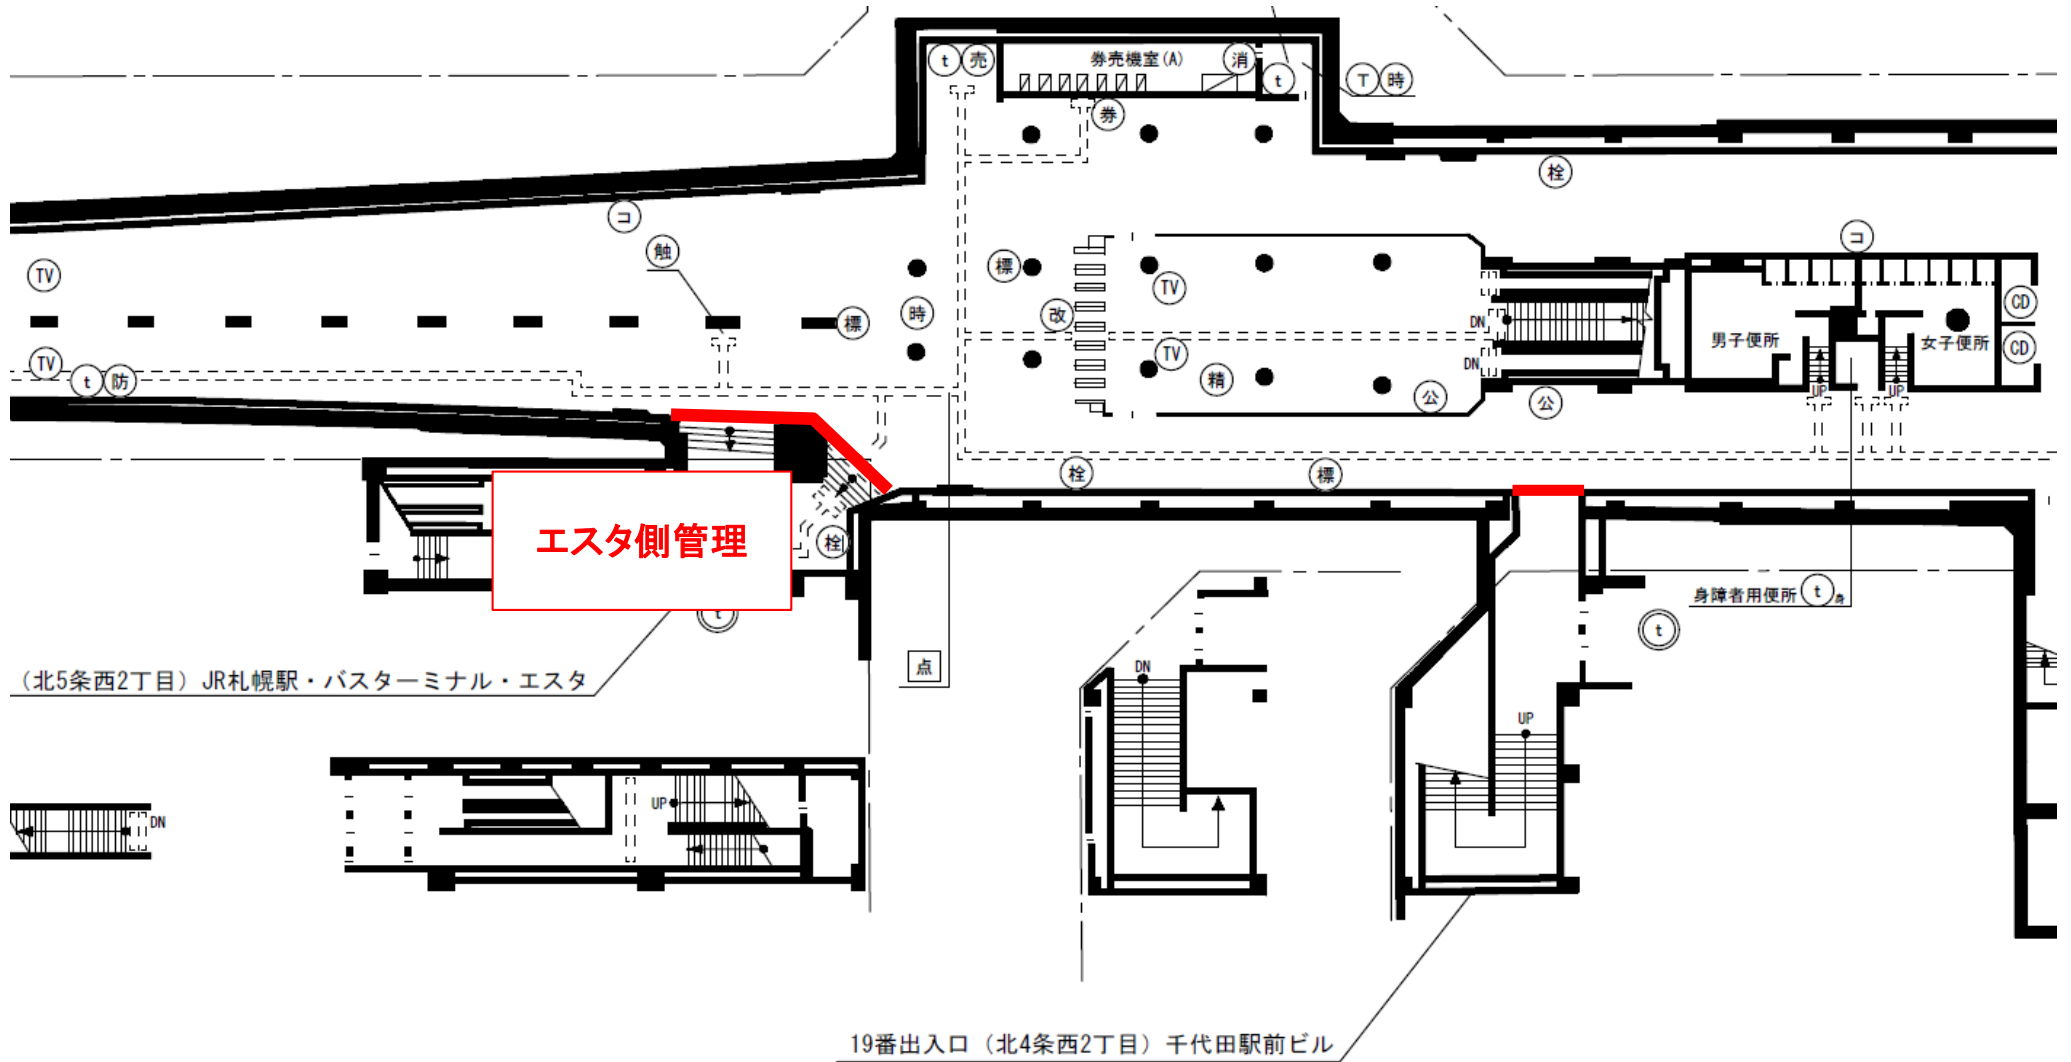 t 売 券売機室(A) 消 t T 時
券
栓
コ
触
コ
TV 標 TV CD
時 改 DN
標
男子便所 女子便所
TV TV DN CD
t 防 精 公 公 UP UP
栓 標
エスタ側管理
栓
身障者用便所 t 身
t t
点
(北5条西2丁目) JR札幌駅・バスターミナル・エスタ
DN
UP
UP
DN
19番出入口 (北4条西2丁目) 千代田駅前ビル